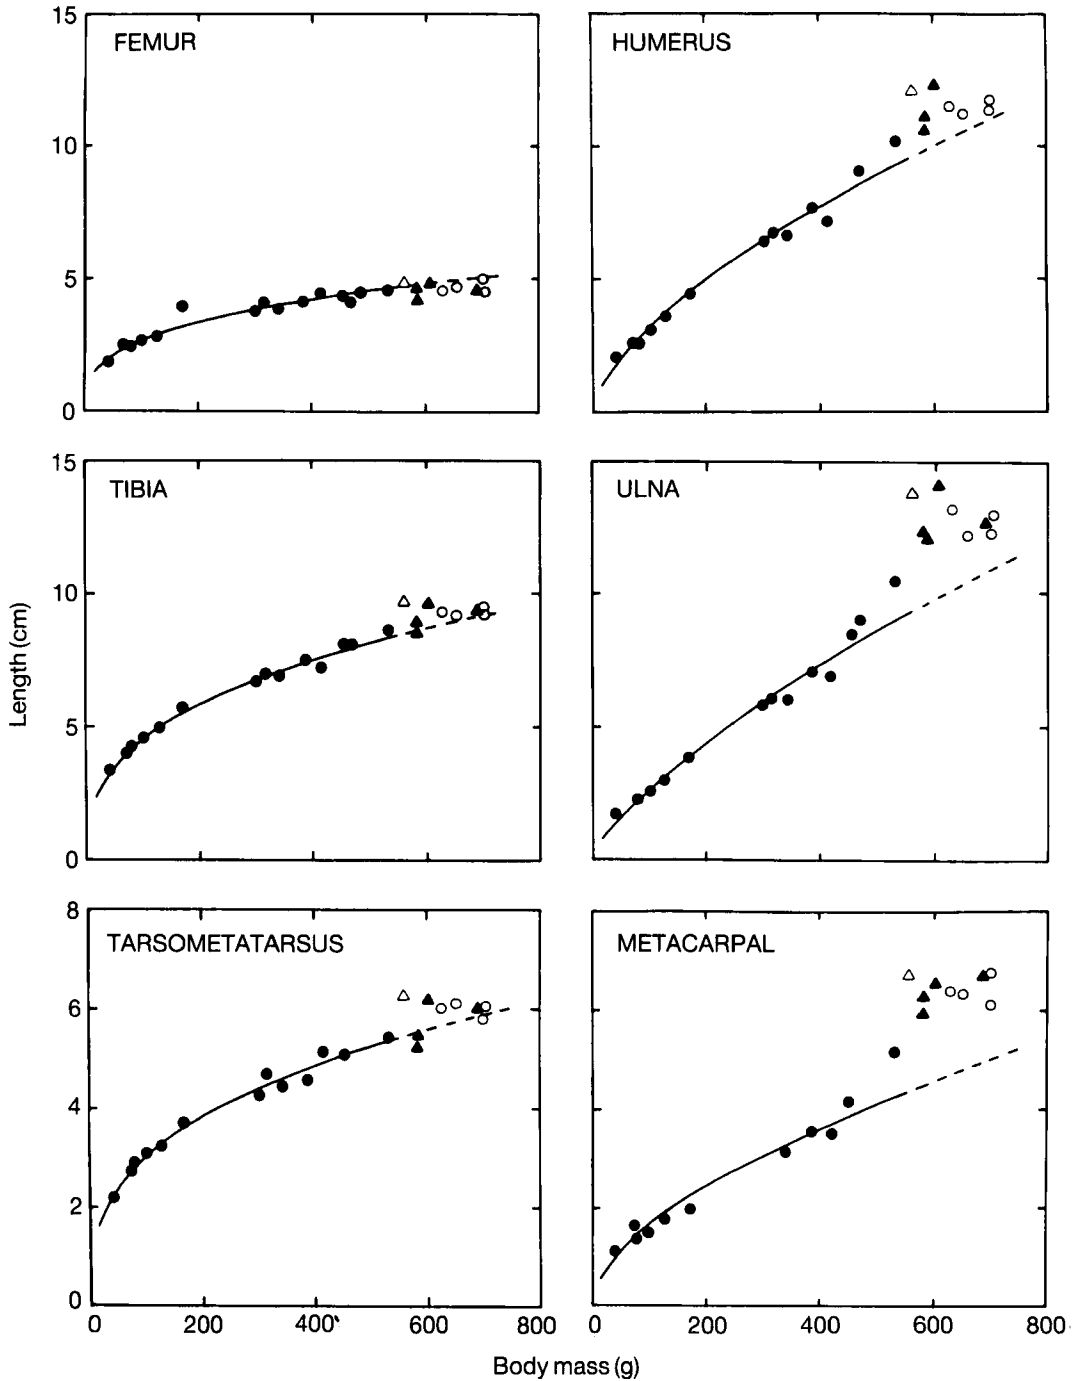 15
10
5
0
FEMUR
HUMERUS
15
10
5
0
TIBIA
ULNA
Length (cm)
8
6
4
2
0
TARSOMETATARSUS
METACARPAL
0 200 400 600 800
0 200 400 600 800
Body mass (g)